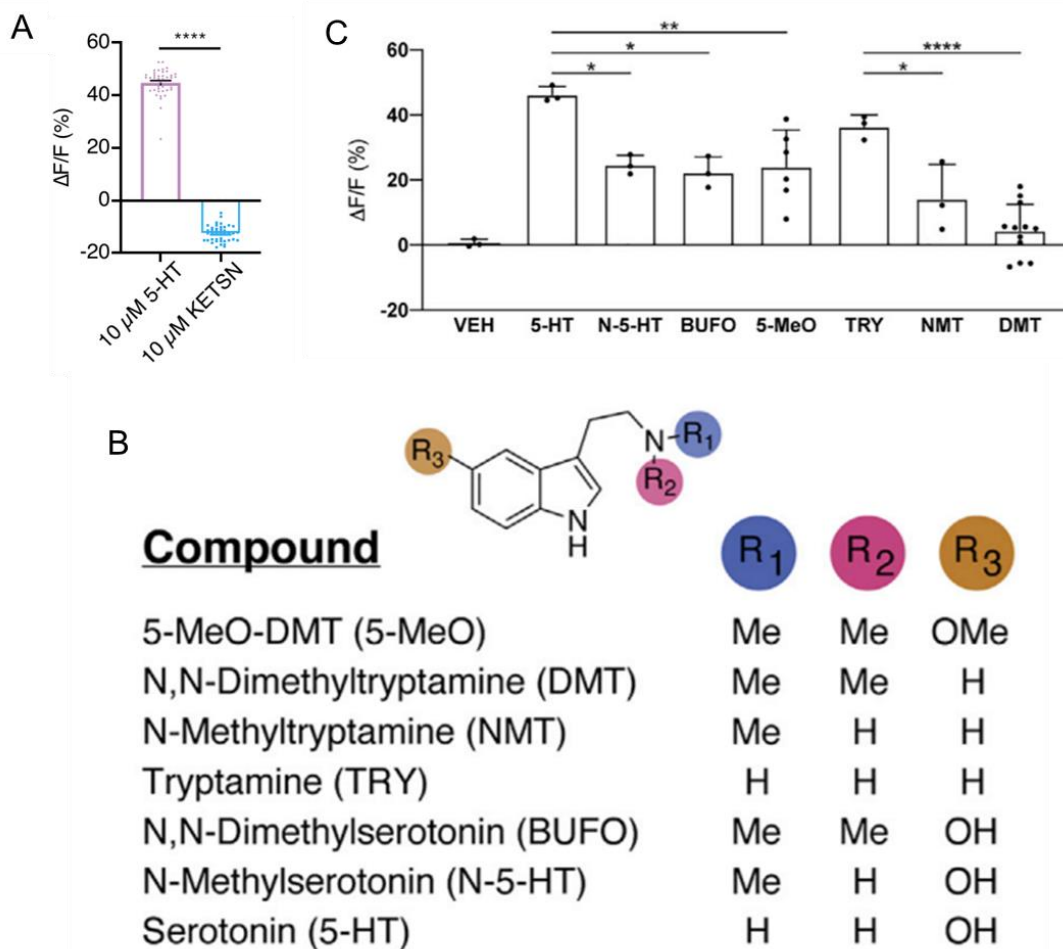 A
ΔF/F (%)
60
40
20
0
-20
****
10 µM 5-HT
10 µM KETSN
C
ΔF/F (%)
60
40
20
0
-20
**
*
*
****
*
VEH 5-HT N-5-HT BUFO 5-MeO TRY NMT DMT
B
R3
N
R1
R2
N
H
Compound R1 R2 R3
5-MeO-DMT (5-MeO) Me Me OMe
N,N-Dimethyltryptamine (DMT) Me Me H
N-Methyltryptamine (NMT) Me H H
Tryptamine (TRY) H H H
N,N-Dimethylserotonin (BUFO) Me Me OH
N-Methylserotonin (N-5-HT) Me H OH
Serotonin (5-HT) H H OH